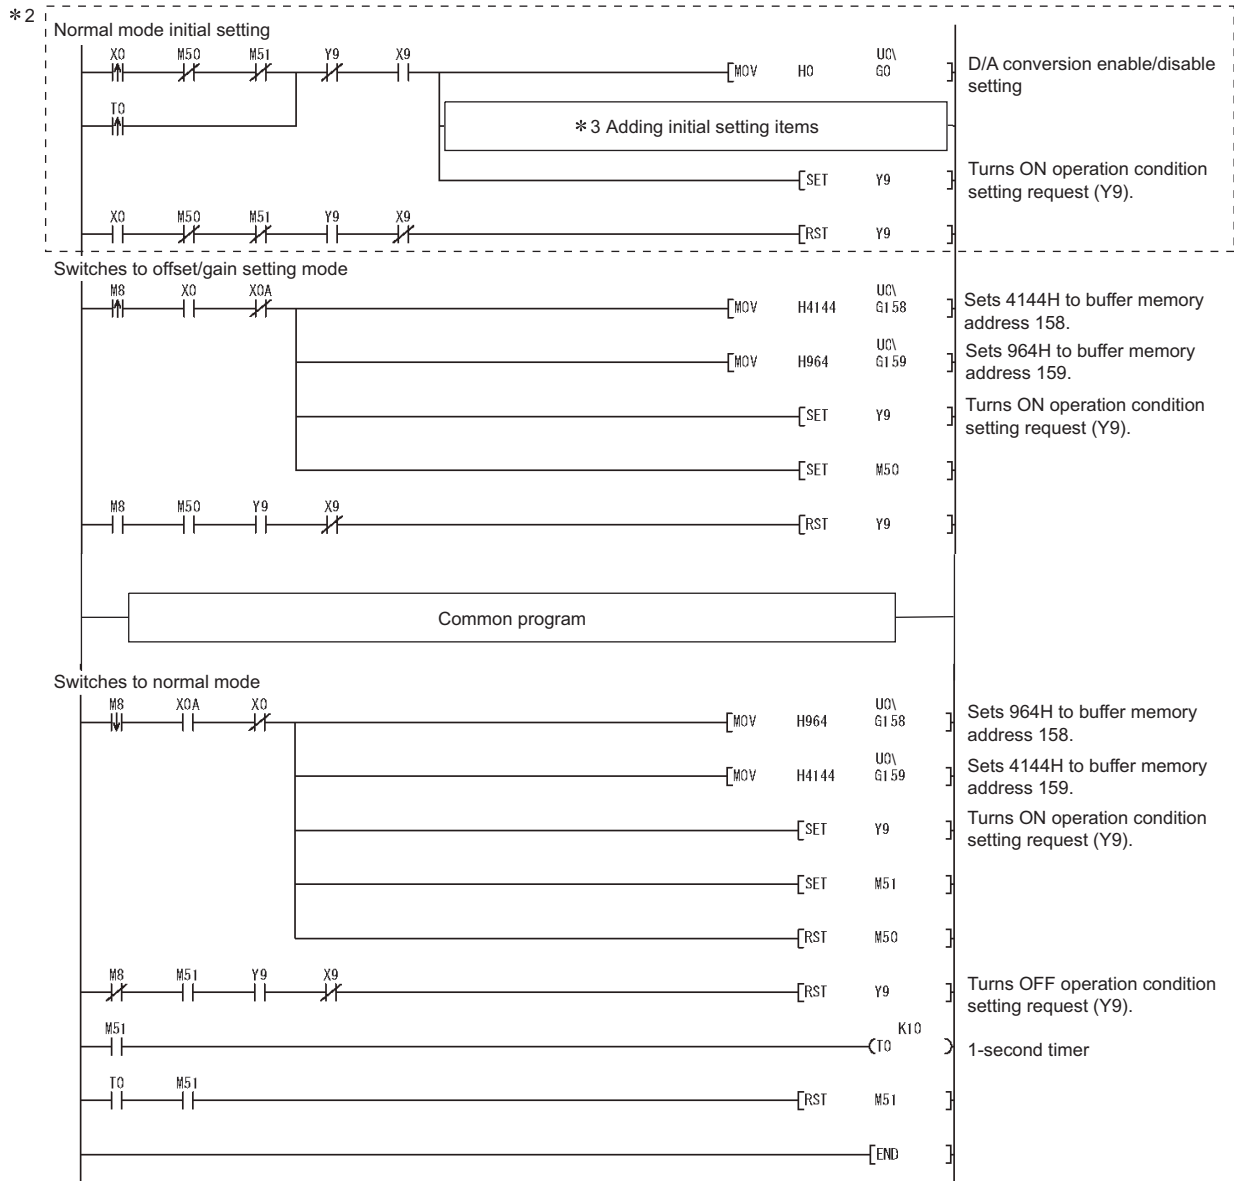 *2
Normal mode initial setting
X0 M50 M51 Y9 X9
MOV H0 U0\ G0
D/A conversion enable/disable
setting
T0
*3 Adding initial setting items
SET Y9
Turns ON operation condition
setting request (Y9).
X0 M50 M51 Y9 X9
RST Y9
Switches to offset/gain setting mode
M8 X0 X0A
MOV H4144 U0\ G158
Sets 4144H to buffer memory
address 158.
MOV H964 U0\ G159
Sets 964H to buffer memory
address 159.
SET Y9
Turns ON operation condition
setting request (Y9).
SET M50
M8 M50 Y9 X9
RST Y9
Common program
Switches to normal mode
M8 X0A X0
MOV H964 U0\ G158
Sets 964H to buffer memory
address 158.
MOV H4144 U0\ G159
Sets 4144H to buffer memory
address 159.
SET Y9
Turns ON operation condition
setting request (Y9).
SET M51
RST M50
M8 M51 Y9 X9
RST Y9
Turns OFF operation condition
setting request (Y9).
M51
K10
T0
1-second timer
T0 M51
RST M51
END